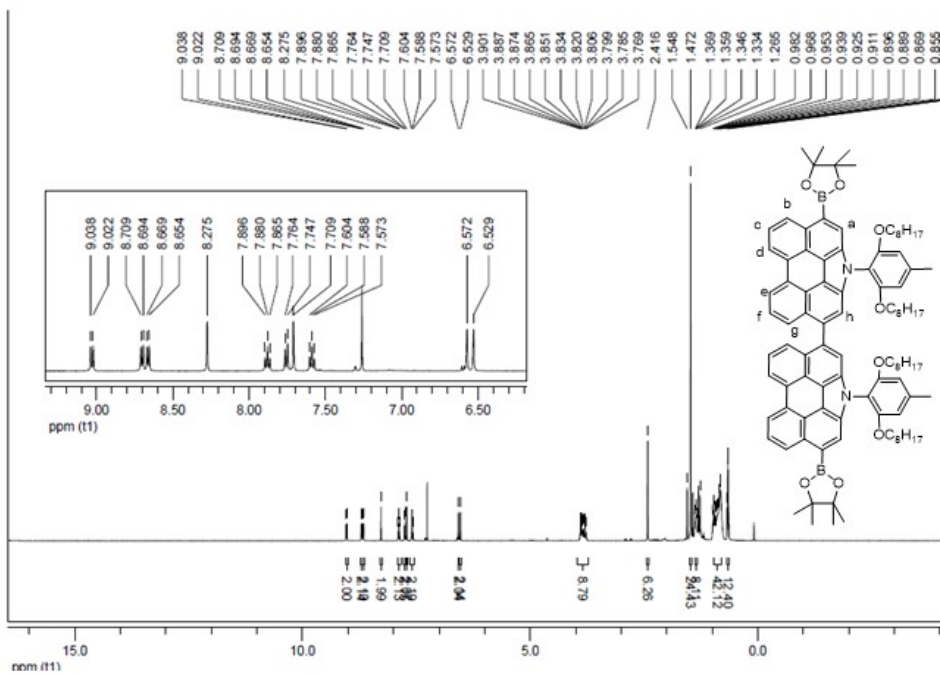 9.038 9.022 8.709 8.694 8.669 8.654 8.275 7.896 7.880 7.865 7.764 7.747 7.709 7.604 7.588 7.573 6.572 6.529 3.901 3.887 3.874 3.865 3.851 3.834 3.820 3.806 3.799 3.785 3.769 2.416 1.548 1.472 1.369 1.359 1.346 1.334 1.265 0.982 0.968 0.953 0.939 0.925 0.911 0.896 0.889 0.869 0.855
9.038 9.022 8.709 8.694 8.669 8.654 8.275 7.896 7.880 7.865 7.764 7.747 7.709 7.604 7.588 7.573 6.572 6.529
9.00 8.50 8.00 7.50 7.00 6.50
ppm (t1)
O O
B
b a
c OC8H17
d
N
e
f OC8H17
g h
OC8H17
N
OC8H17
B
O O
2.00 1.99 2.13 2.04 8.79 6.26 24.43 42.12 12.40
15.0 10.0 5.0 0.0
ppm (t1)